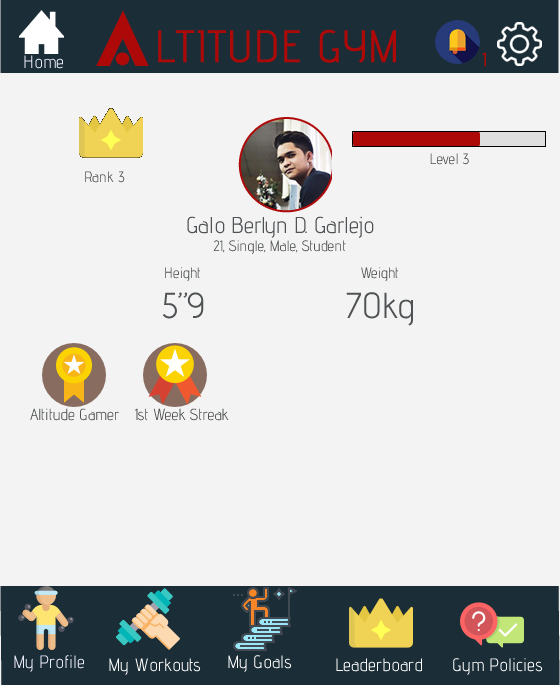 ALTITUDE GYM
Home
1
Rank 3
Level 3
Galo Berlyn D. Garlejo
21, Single, Male, Student
Height
Weight
5”9
70kg
Altitude Gamer
1st Week Streak
?
My Profile
My Workouts
My Goals
Leaderboard
Gym Policies